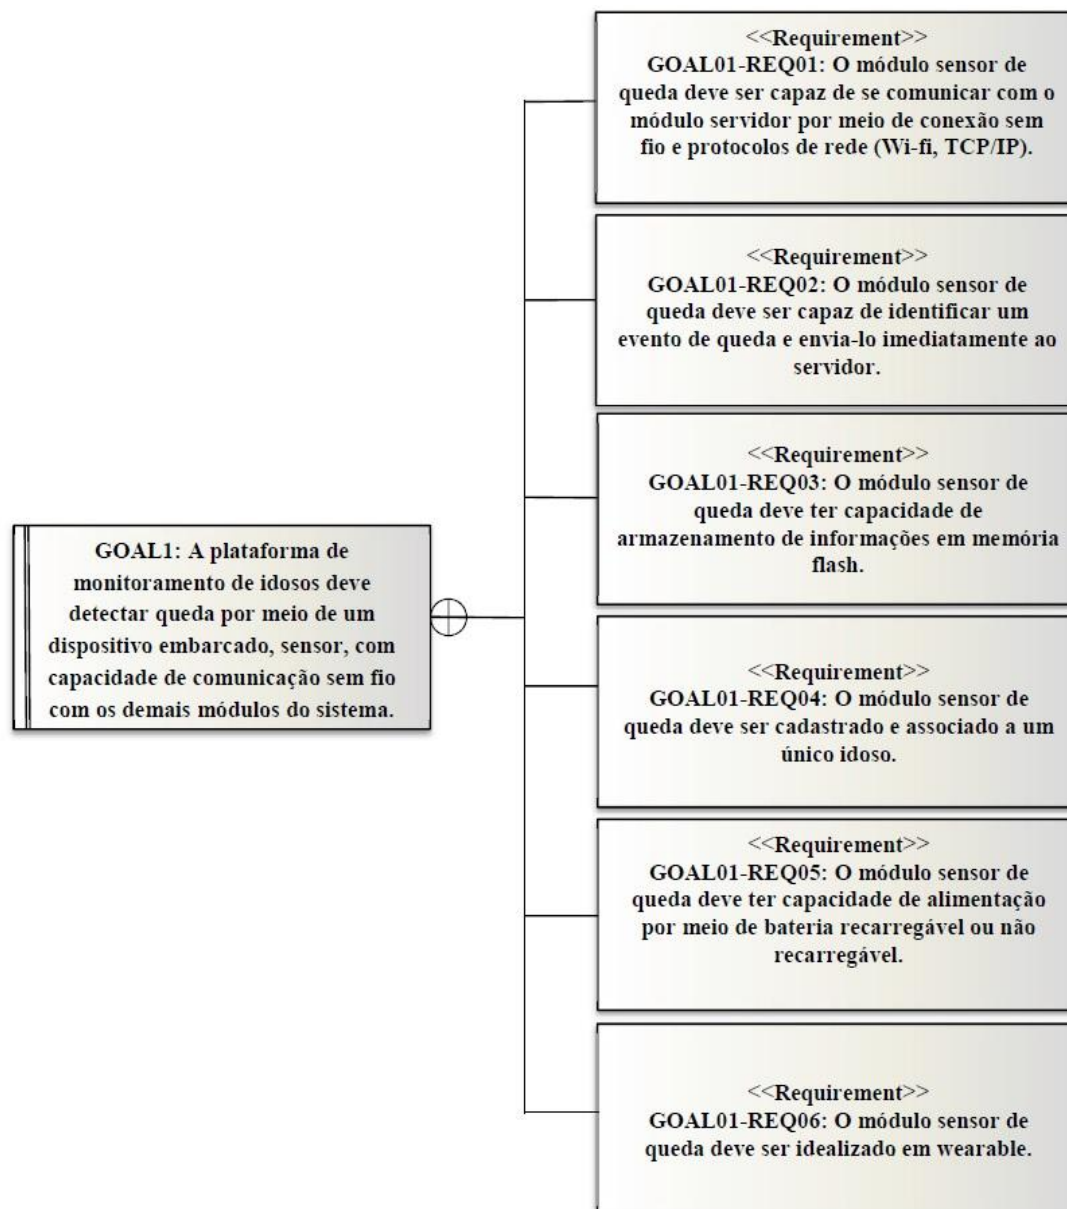 <<Requirement>>
GOAL01-REQ01: O módulo sensor de
queda deve ser capaz de se comunicar com o
módulo servidor por meio de conexão sem
fio e protocolos de rede (Wi-fi, TCP/IP).
<<Requirement>>
GOAL01-REQ02: O módulo sensor de
queda deve ser capaz de identificar um
evento de queda e envia-lo imediatamente ao
servidor.
<<Requirement>>
GOAL01-REQ03: O módulo sensor de
queda deve ter capacidade de
armazenamento de informações em memória
flash.
GOAL1: A plataforma de
monitoramento de idosos deve
detectar queda por meio de um
dispositivo embarcado, sensor, com
capacidade de comunicação sem fio
com os demais módulos do sistema.
<<Requirement>>
GOAL01-REQ04: O módulo sensor de
queda deve ser cadastrado e associado a um
único idoso.
<<Requirement>>
GOAL01-REQ05: O módulo sensor de
queda deve ter capacidade de alimentação
por meio de bateria recarregável ou não
recarregável.
<<Requirement>>
GOAL01-REQ06: O módulo sensor de
queda deve ser idealizado em wearable.